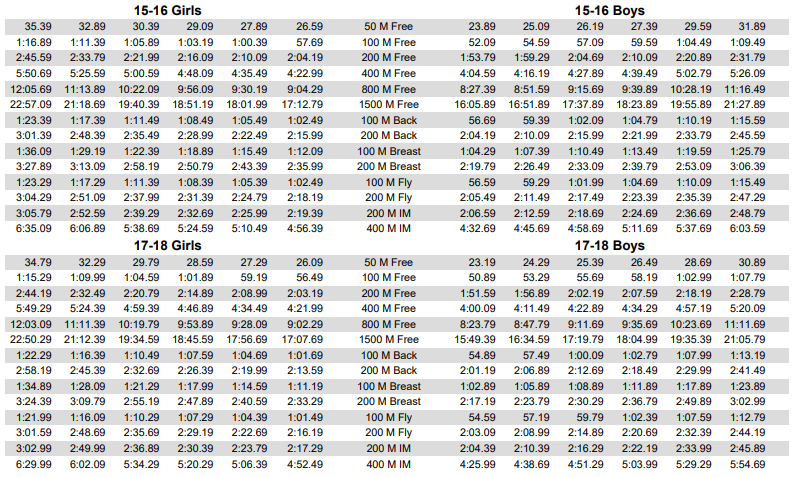 15-16 Girls 15-16 Boys
35.39 32.89 30.39 29.09 27.89 26.59 50 M Free 23.89 25.09 26.19 27.39 29.59 31.89
1:16.89 1:11.39 1:05.89 1:03.19 1:00.39 57.69 100 M Free 52.09 54.59 57.09 59.59 1:04.49 1:09.49
2:45.59 2:33.79 2:21.99 2:16.09 2:10.09 2:04.19 200 M Free 1:53.79 1:59.29 2:04.69 2:10.09 2:20.89 2:31.79
5:50.69 5:25.59 5:00.59 4:48.09 4:35.49 4:22.99 400 M Free 4:04.59 4:16.19 4:27.89 4:39.49 5:02.79 5:26.09
12:05.69 11:13.89 10:22.09 9:56.09 9:30.19 9:04.29 800 M Free 8:27.39 8:51.59 9:15.69 9:39.89 10:28.19 11:16.49
22:57.09 21:18.69 19:40.39 18:51.19 18:01.99 17:12.79 1500 M Free 16:05.89 16:51.89 17:37.89 18:23.89 19:55.89 21:27.89
1:23.39 1:17.39 1:11.49 1:08.49 1:05.49 1:02.49 100 M Back 56.69 59.39 1:02.09 1:04.79 1:10.19 1:15.59
3:01.39 2:48.39 2:35.49 2:28.99 2:22.49 2:15.99 200 M Back 2:04.19 2:10.09 2:15.99 2:21.99 2:33.79 2:45.59
1:36.09 1:29.19 1:22.39 1:18.89 1:15.49 1:12.09 100 M Breast 1:04.29 1:07.39 1:10.49 1:13.49 1:19.59 1:25.79
3:27.89 3:13.09 2:58.19 2:50.79 2:43.39 2:35.99 200 M Breast 2:19.79 2:26.49 2:33.09 2:39.79 2:53.09 3:06.39
1:23.29 1:17.29 1:11.39 1:08.39 1:05.39 1:02.49 100 M Fly 56.59 59.29 1:01.99 1:04.69 1:10.09 1:15.49
3:04.29 2:51.09 2:37.99 2:31.39 2:24.79 2:18.19 200 M Fly 2:05.49 2:11.49 2:17.49 2:23.39 2:35.39 2:47.29
3:05.79 2:52.59 2:39.29 2:32.69 2:25.99 2:19.39 200 M IM 2:06.59 2:12.59 2:18.69 2:24.69 2:36.69 2:48.79
6:35.09 6:06.89 5:38.69 5:24.59 5:10.49 4:56.39 400 M IM 4:32.69 4:45.69 4:58.69 5:11.69 5:37.69 6:03.59
17-18 Girls 17-18 Boys
34.79 32.29 29.79 28.59 27.29 26.09 50 M Free 23.19 24.29 25.39 26.49 28.69 30.89
1:15.29 1:09.99 1:04.59 1:01.89 59.19 56.49 100 M Free 50.89 53.29 55.69 58.19 1:02.99 1:07.79
2:44.19 2:32.49 2:20.79 2:14.89 2:08.99 2:03.19 200 M Free 1:51.59 1:56.89 2:02.19 2:07.59 2:18.19 2:28.79
5:49.29 5:24.39 4:59.39 4:46.89 4:34.49 4:21.99 400 M Free 4:00.09 4:11.49 4:22.89 4:34.29 4:57.19 5:20.09
12:03.09 11:11.39 10:19.79 9:53.89 9:28.09 9:02.29 800 M Free 8:23.79 8:47.79 9:11.69 9:35.69 10:23.69 11:11.69
22:50.29 21:12.39 19:34.59 18:45.59 17:56.69 17:07.69 1500 M Free 15:49.39 16:34.59 17:19.79 18:04.99 19:35.39 21:05.79
1:22.29 1:16.39 1:10.49 1:07.59 1:04.69 1:01.69 100 M Back 54.89 57.49 1:00.09 1:02.79 1:07.99 1:13.19
2:58.19 2:45.39 2:32.69 2:26.39 2:19.99 2:13.59 200 M Back 2:01.19 2:06.89 2:12.69 2:18.49 2:29.99 2:41.49
1:34.89 1:28.09 1:21.29 1:17.99 1:14.59 1:11.19 100 M Breast 1:02.89 1:05.89 1:08.89 1:11.89 1:17.89 1:23.89
3:24.39 3:09.79 2:55.19 2:47.89 2:40.59 2:33.29 200 M Breast 2:17.19 2:23.79 2:30.29 2:36.79 2:49.89 3:02.99
1:21.99 1:16.09 1:10.29 1:07.29 1:04.39 1:01.49 100 M Fly 54.59 57.19 59.79 1:02.39 1:07.59 1:12.79
3:01.59 2:48.69 2:35.69 2:29.19 2:22.69 2:16.19 200 M Fly 2:03.09 2:08.99 2:14.89 2:20.69 2:32.39 2:44.19
3:02.99 2:49.99 2:36.89 2:30.39 2:23.79 2:17.29 200 M IM 2:04.39 2:10.39 2:16.29 2:22.19 2:33.99 2:45.89
6:29.99 6:02.09 5:34.29 5:20.29 5:06.39 4:52.49 400 M IM 4:25.99 4:38.69 4:51.29 5:03.99 5:29.29 5:54.69